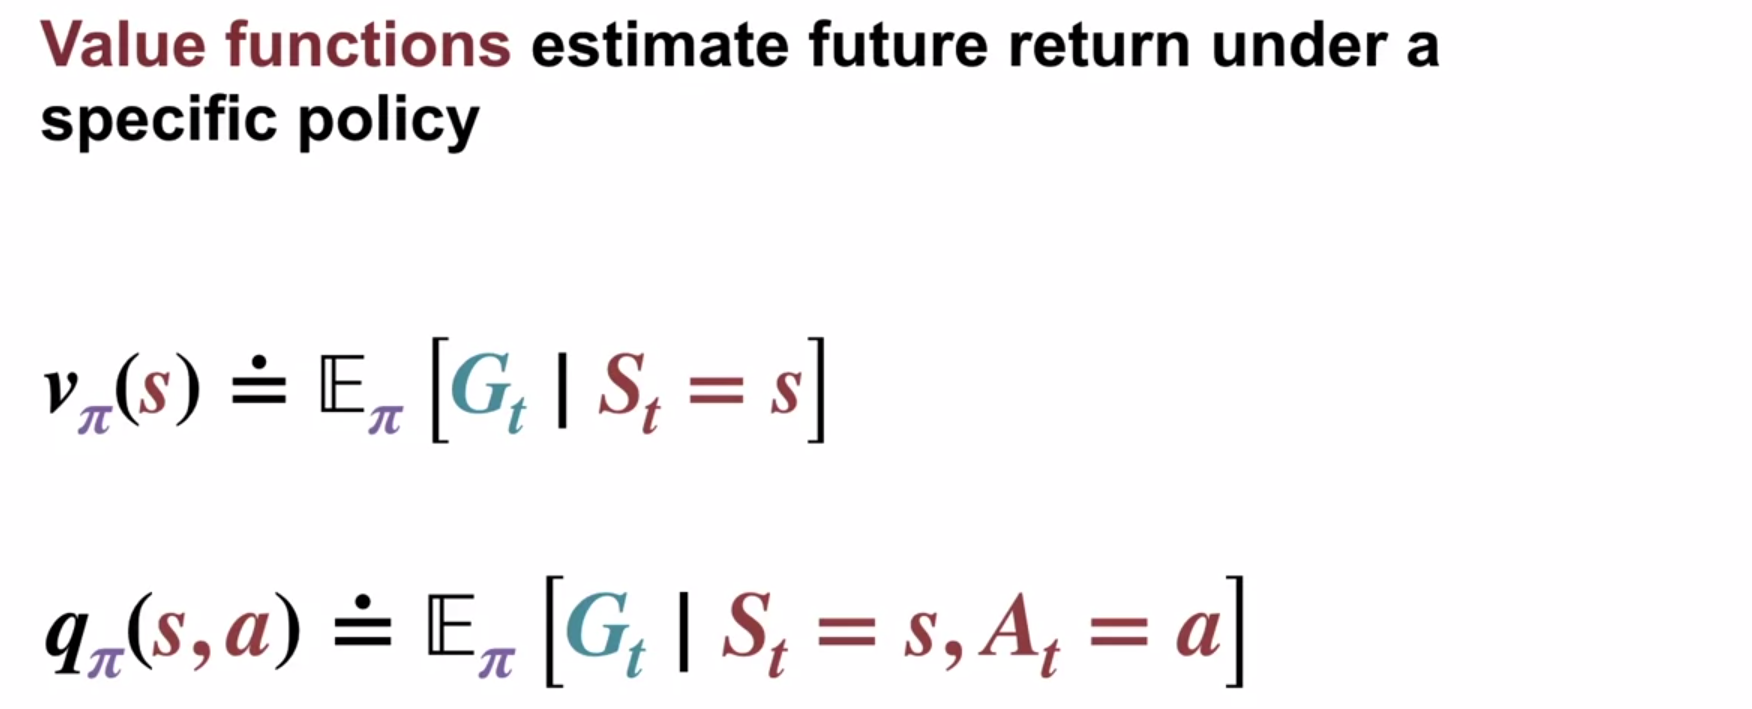 Value functions estimate future return under a
specific policy
v_π(s) ≐ 𝔼_π [G_t | S_t = s]
q_π(s, a) ≐ 𝔼_π [G_t | S_t = s, A_t = a]